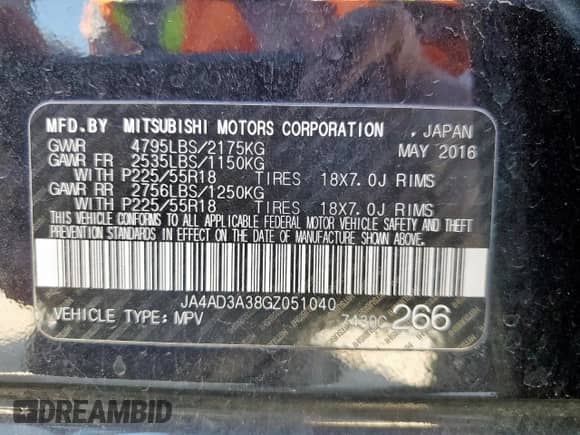 MFD.BY MITSUBISHI MOTORS CORPORATION , JAPAN
GVWR 4795LBS/2175KG MAY 2016
GAWR FR 2535LBS/1150KG
WITH P225/55R18 TIRES 18X7.0J RIMS
GAWR RR 2756LBS/1250KG
WITH P225/55R18 TIRES 18X7.0J RIMS
THIS VEHICLE CONFORMS TO ALL APPLICABLE FEDERAL MOTOR VEHICLE SAFETY AND THEFT
PREVENTION STANDARDS IN EFFECT ON THE DATE OF MANUFACTURE SHOWN ABOVE.
JA4AD3A38GZ051040
VEHICLE TYPE: MPV 7430C 266
DREAMBID